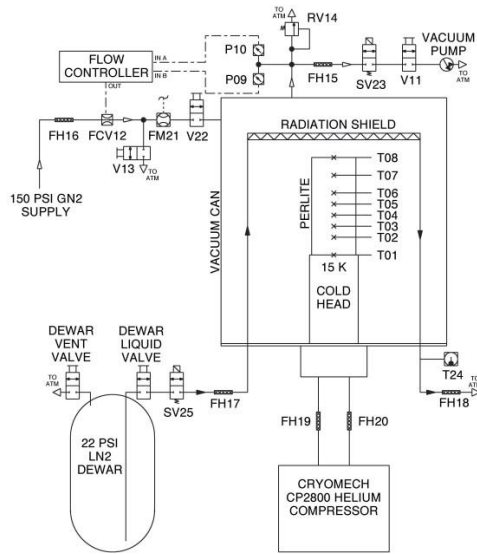 TO
ATM
RV14
P10
IN A
FLOW
CONTROLLER
IN B
OUT
P09
VACUUM
PUMP
TO
ATM
FH15
SV23
V11
FH16
FCV12
FM21
V22
V13
TO
ATM
150 PSI GN2
SUPPLY
VACUUM CAN
RADIATION SHIELD
PERLITE
T08
T07
T06
T05
T04
T03
T02
T01
15 K
COLD
HEAD
DEWAR
VENT
VALVE
DEWAR
LIQUID
VALVE
TO
ATM
SV25
FH17
T24
FH18
TO
ATM
22 PSI
LN2
DEWAR
FH19
FH20
CRYOMECH
CP2800 HELIUM
COMPRESSOR